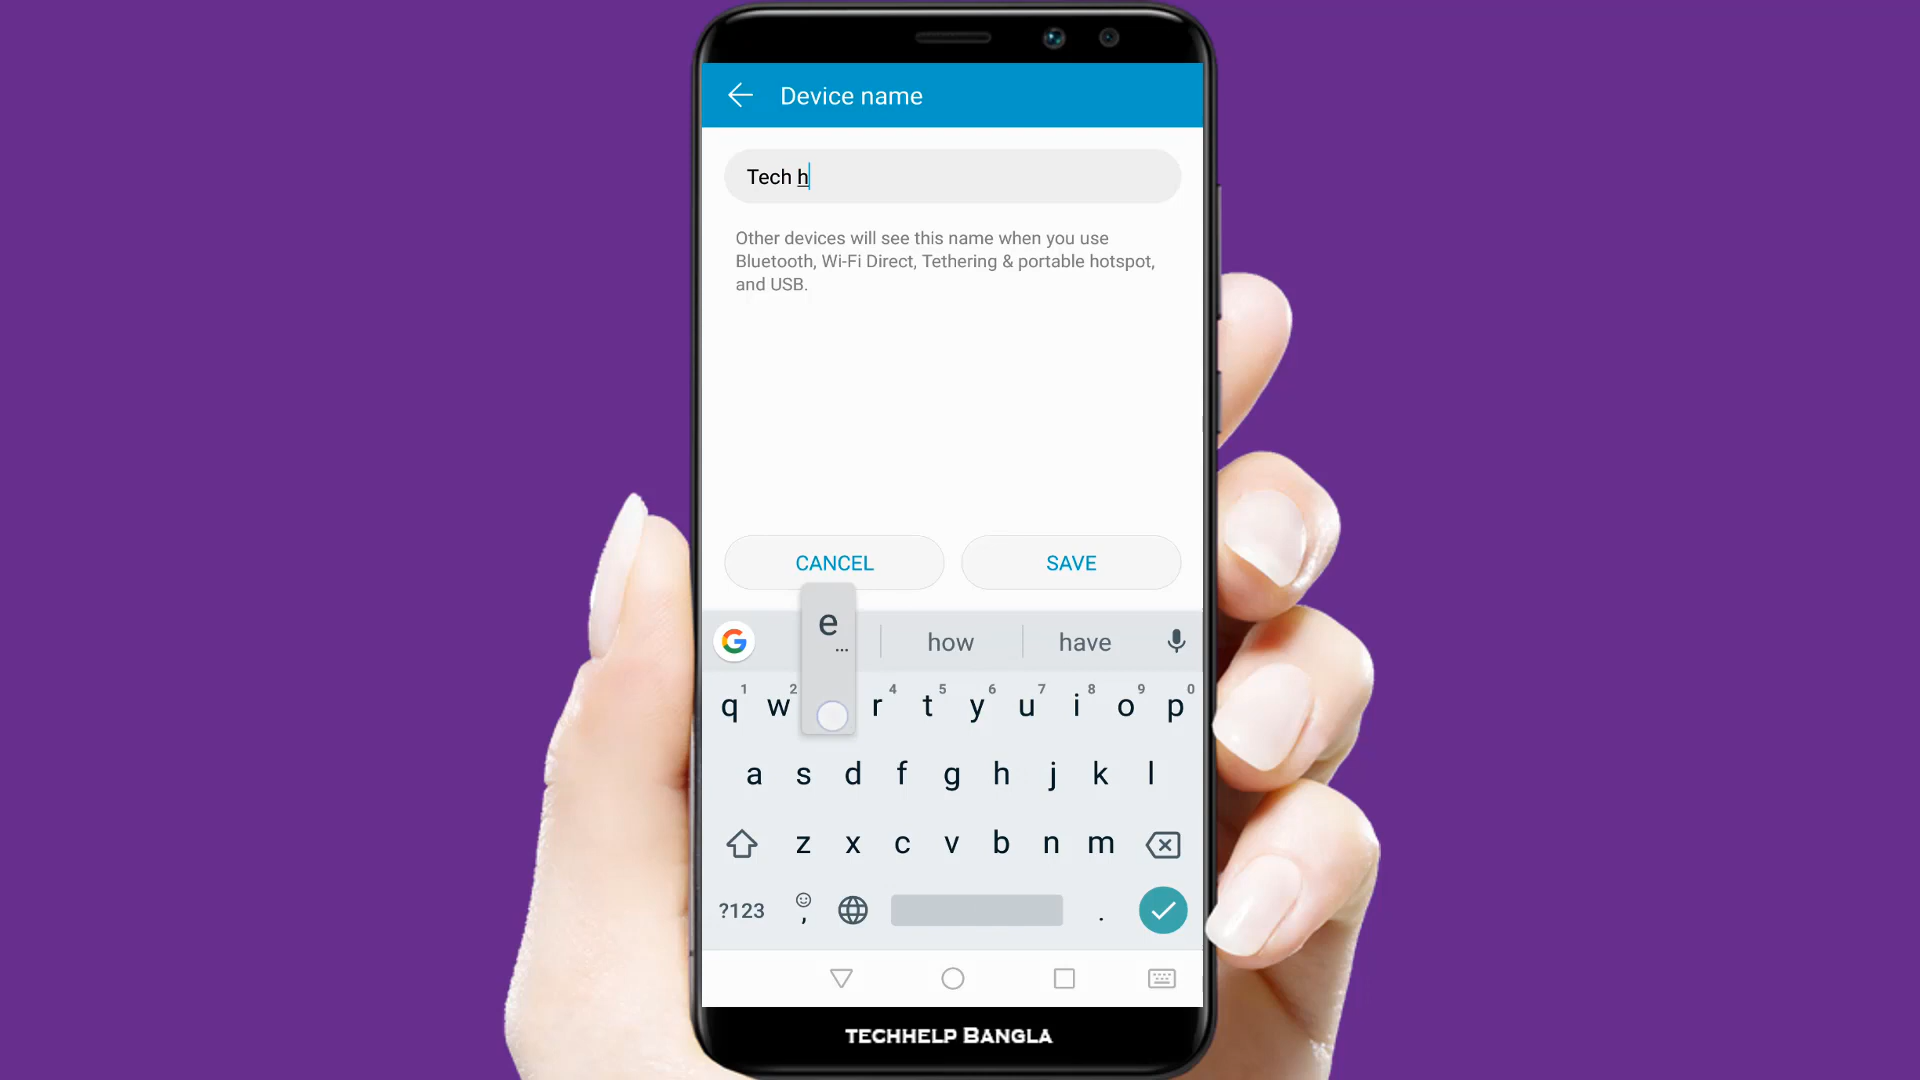 Device name
Tech h
Other devices will see this name when you use
Bluetooth, Wi-Fi Direct, Tethering & portable hotspot,
and USB.
CANCEL SAVE
e
...
how have
1 2 4 5 6 7 8 9 0
q w r t y u i o p
a s d f g h j k l
z x c v b n m
?123 , .
TECHHELP BANGLA